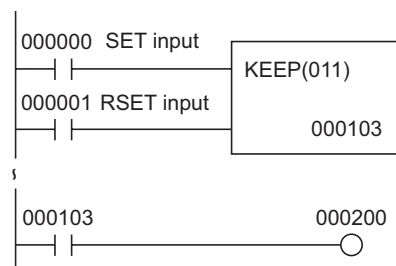 000000 SET input
KEEP(011)
000001 RSET input
000103
000103
000200